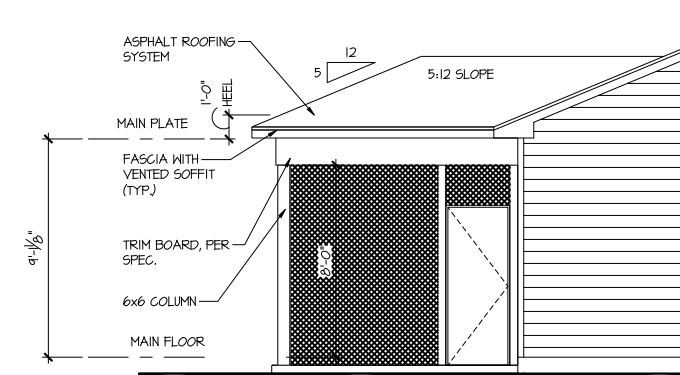 ASPHALT ROOFING
SYSTEM
12
5
5:12 SLOPE
1'-0"
HEEL
MAIN PLATE
FASCIA WITH
VENTED SOFFIT
(TYP.)
9'-1 1/8"
8'-0"
TRIM BOARD, PER
SPEC.
6x6 COLUMN
MAIN FLOOR